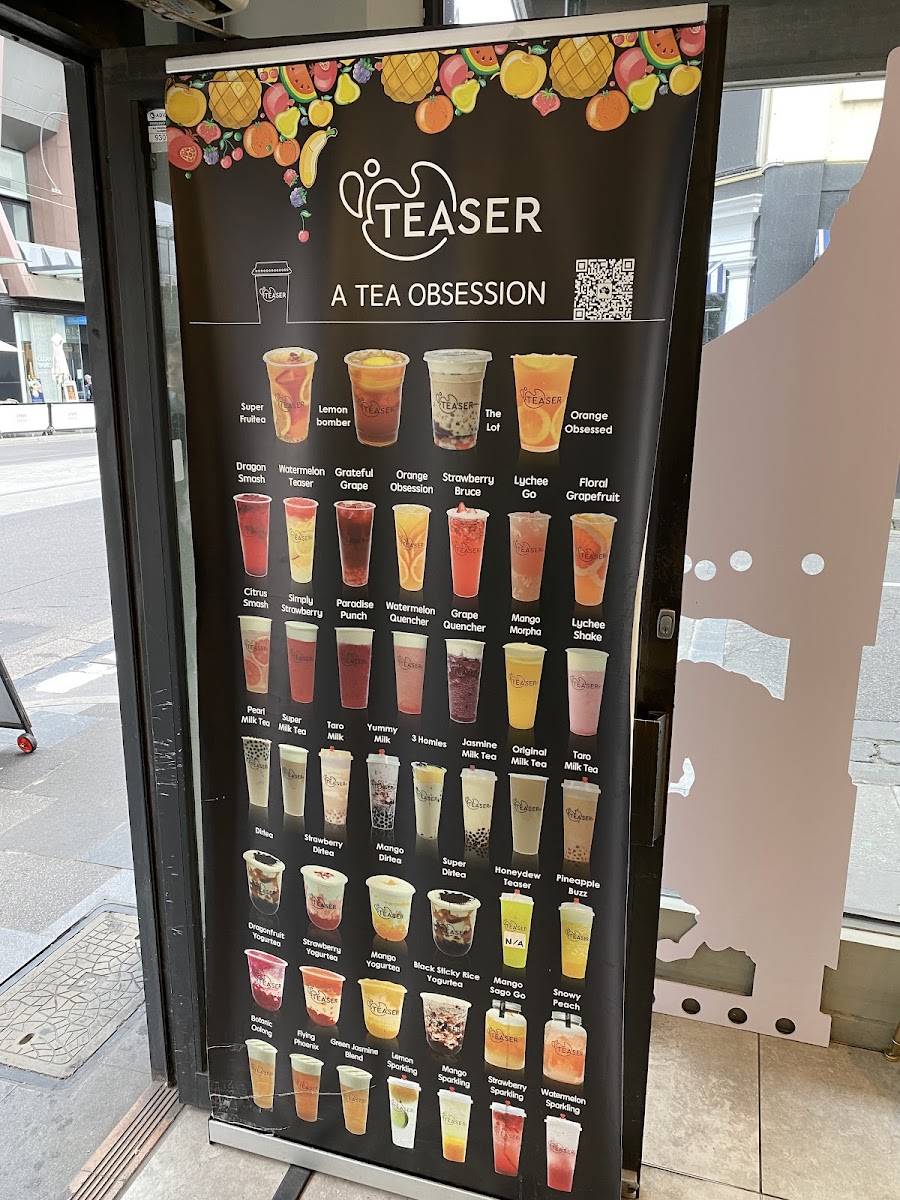 TEASER
TEASER
A TEA OBSESSION
Super
Fruitea
Lemon
bomber
The
Lot
Orange
Obsessed
TEASER
TEASER
TEASER
TEASER
Dragon
Smash
Watermelon
Teaser
Grateful
Grape
Orange
Obsession
Strawberry
Bruce
Lychee
Go
Floral
Grapefruit
Citrus
Smash
Simply
Strawberry
Paradise
Punch
Watermelon
Quencher
Grape
Quencher
Mango
Morpha
Lychee
Shake
Pearl
Milk Tea
Super
Milk Tea
Taro
Milk
Yummy
Milk
3 Homies
Jasmine
Milk Tea
Original
Milk Tea
Taro
Milk Tea
Dirtea
Strawberry
Dirtea
Mango
Dirtea
Super
Dirtea
Honeydew
Teaser
N/A
Pineapple
Buzz
Dragonfruit
Yogurtea
Strawberry
Yogurtea
Mango
Yogurtea
Black Sticky Rice
Yogurtea
Mango
Sago Go
Snowy
Peach
Botanic
Oolong
Flying
Phoenix
Green Jasmine
Blend
Lemon
Sparkling
Mango
Sparkling
Strawberry
Sparkling
Watermelon
Sparkling